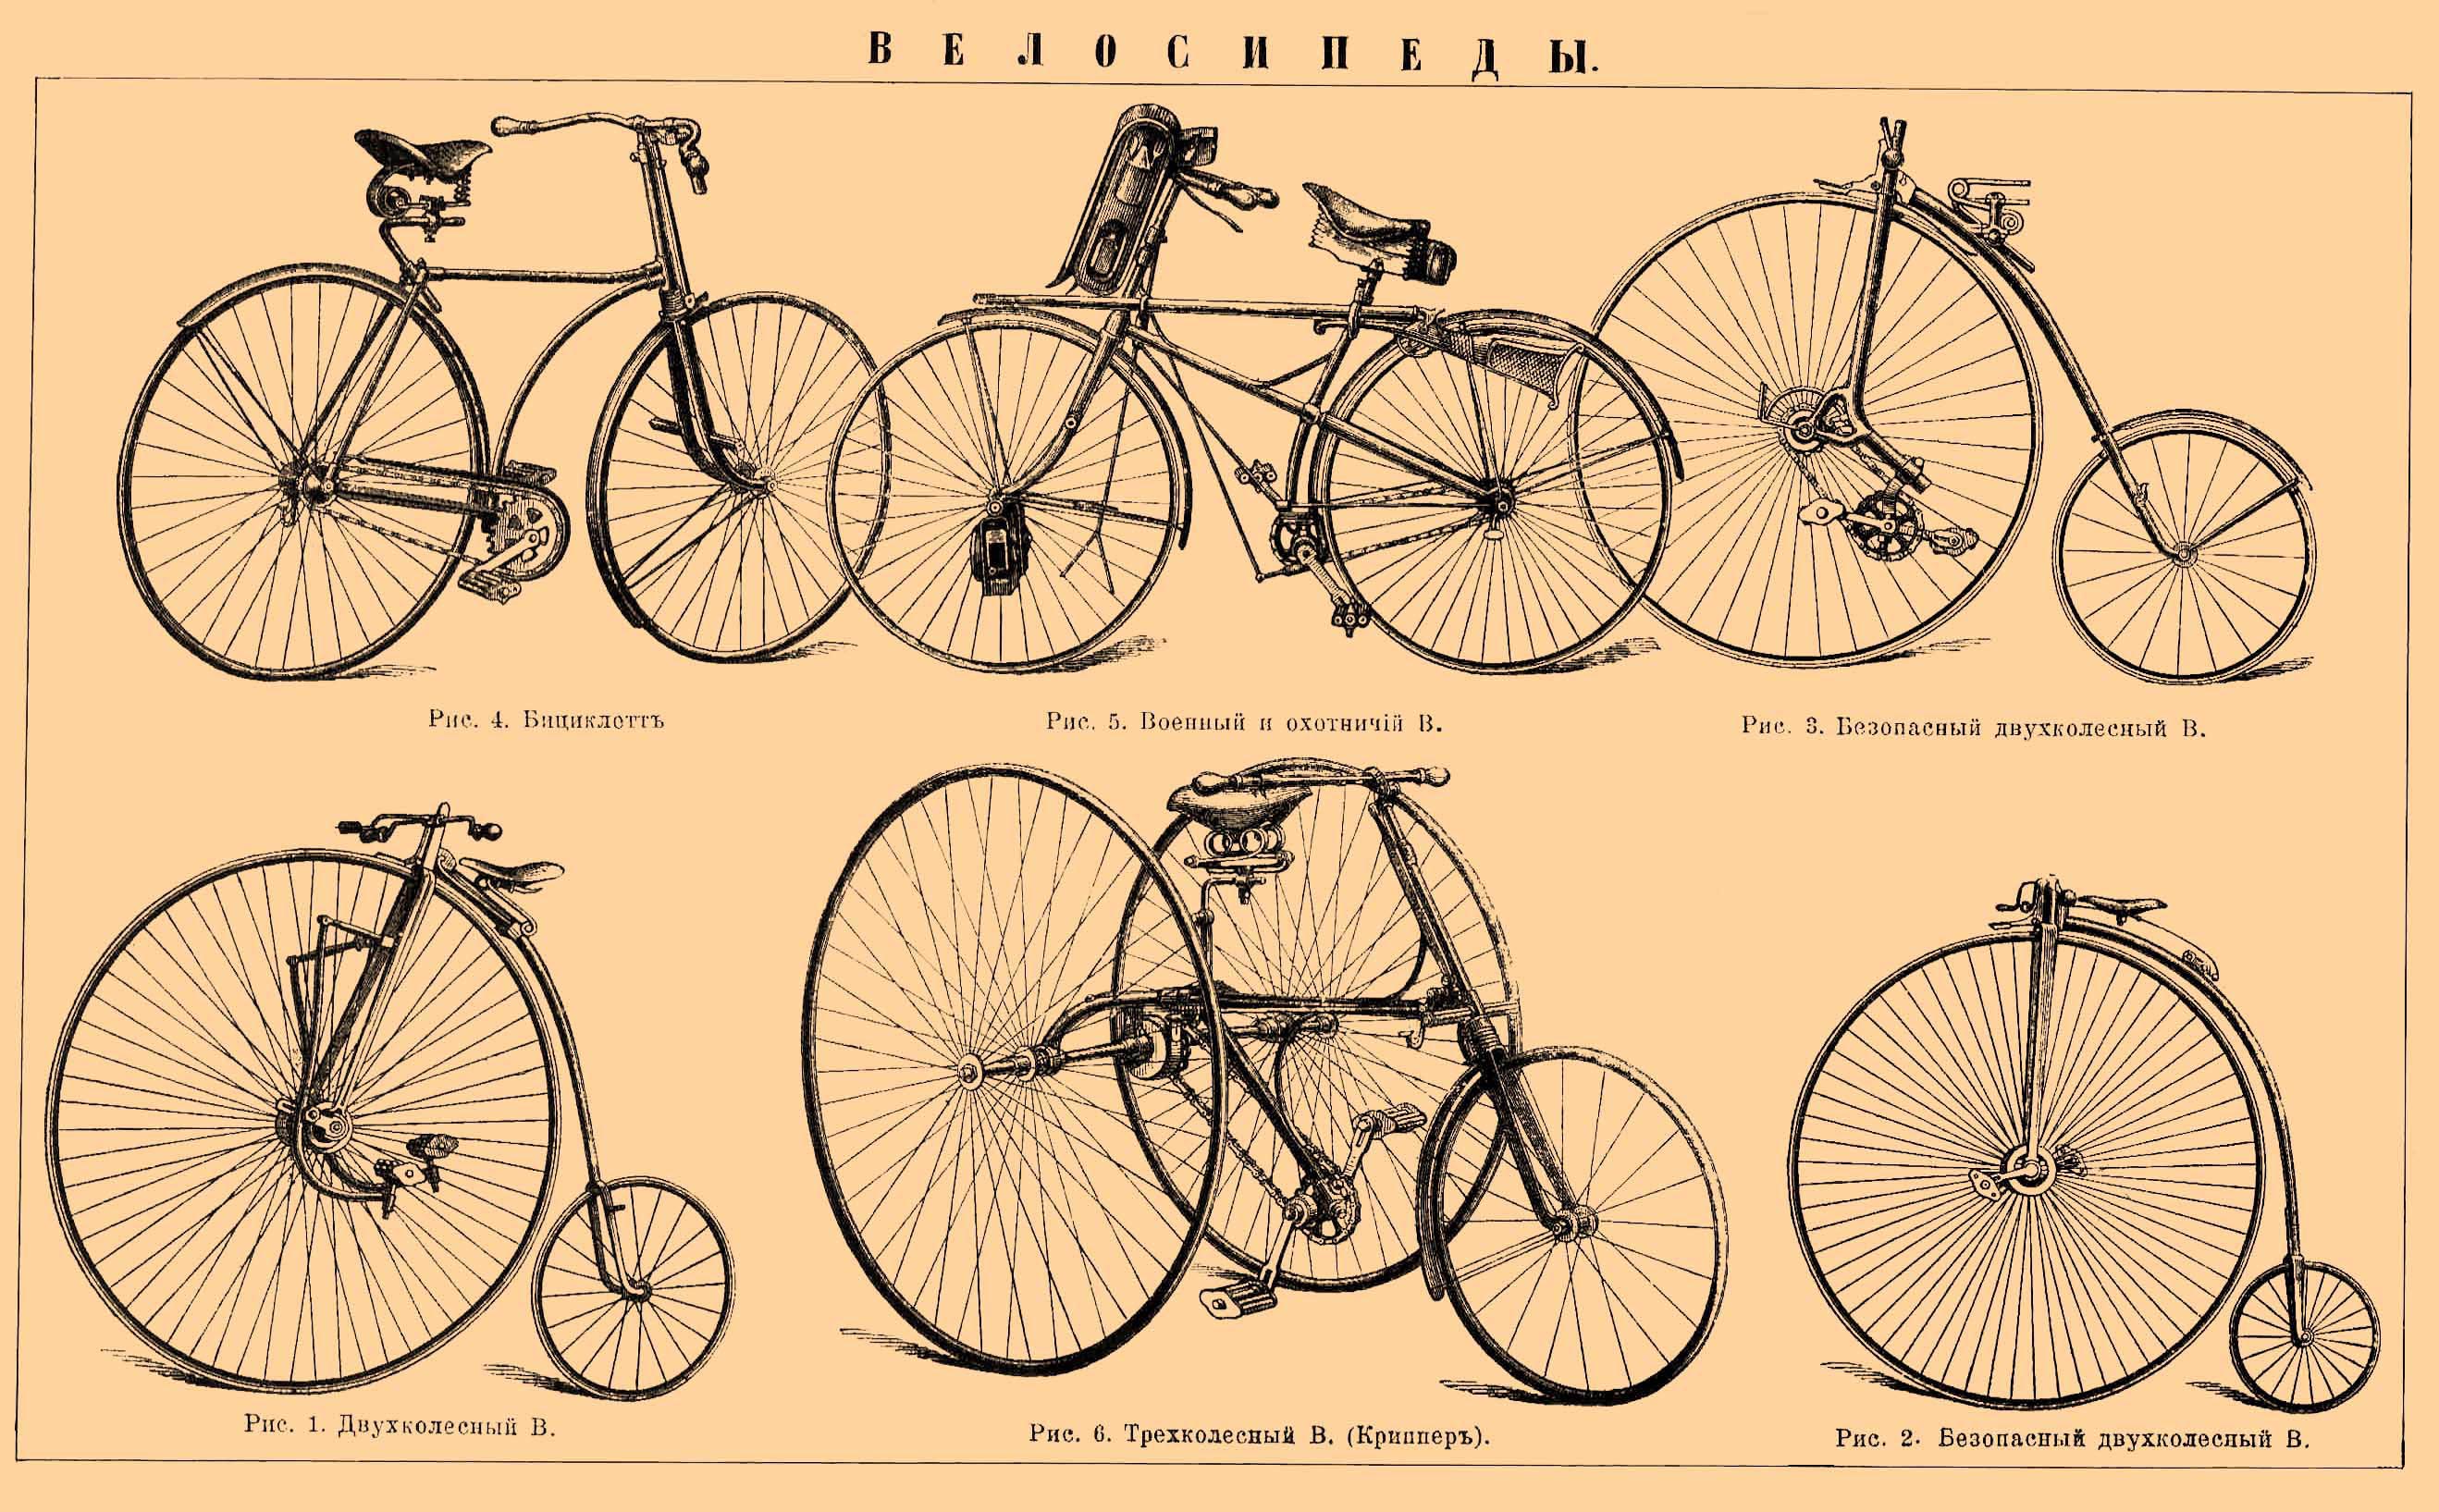 ВЕЛОСИПЕДЫ.
Рис. 4. Бициклоттъ
Рис. 5. Военный и охотничій В.
Рис. 3. Безопасный двухколесный В.
Рис. 1. Двухколесный В.
Рис. 6. Трехколесный В. (Крипперъ).
Рис. 2. Безопасный двухколесный В.